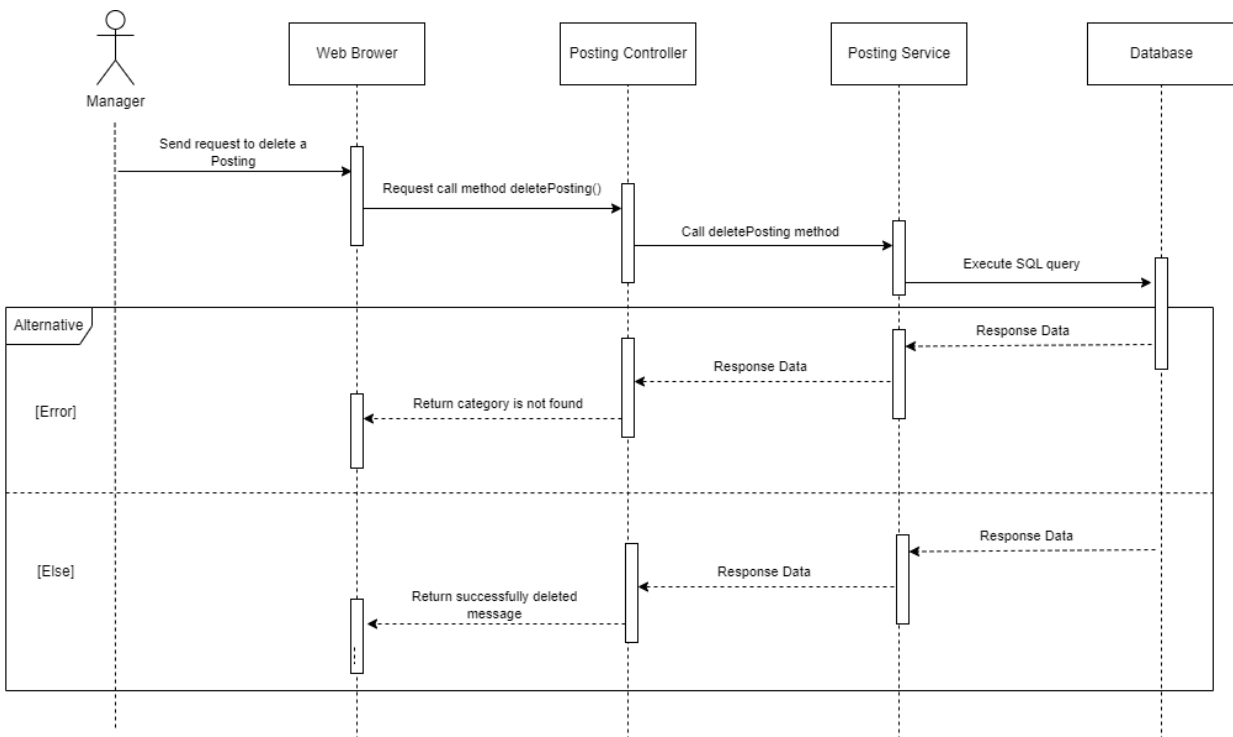 Manager
Web Brower
Posting Controller
Posting Service
Database
Send request to delete a
Posting
Request call method deletePosting()
Call deletePosting method
Execute SQL query
Alternative
Response Data
Response Data
Return category is not found
[Error]
Response Data
Response Data
[Else]
Return successfully deleted
message